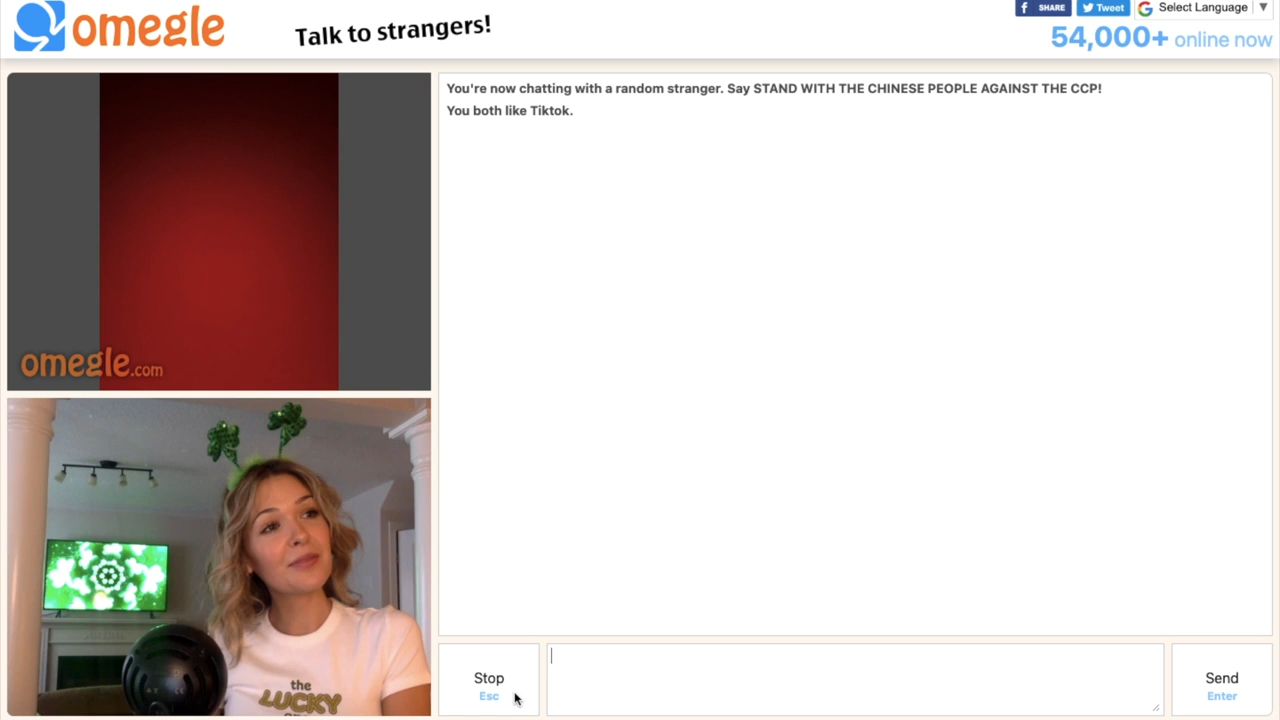 omegle
Talk to strangers!
f SHARE
Tweet
G Select Language ▼
54,000+ online now
You're now chatting with a random stranger. Say STAND WITH THE CHINESE PEOPLE AGAINST THE CCP!
You both like Tiktok.
omegle.com
the
LUCKY
Stop
Esc
Send
Enter